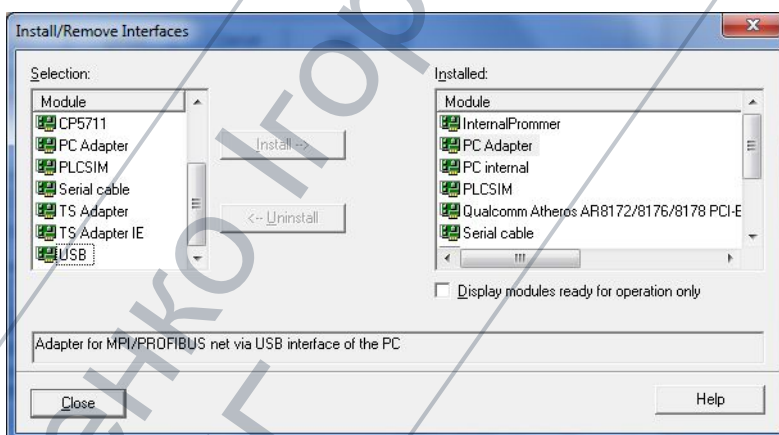 Install/Remove Interfaces
Selection:
Module
CP5711
PC Adapter
PLCSIM
Serial cable
TS Adapter
TS Adapter IE
USB
Install -->
<-- Uninstall
Installed:
Module
InternalPrommer
PC Adapter
PC internal
PLCSIM
Qualcomm Atheros AR8172/8176/8178 PCI-E
Serial cable
Display modules ready for operation only
Adapter for MPI/PROFIBUS net via USB interface of the PC
Close
Help
енко Ігор